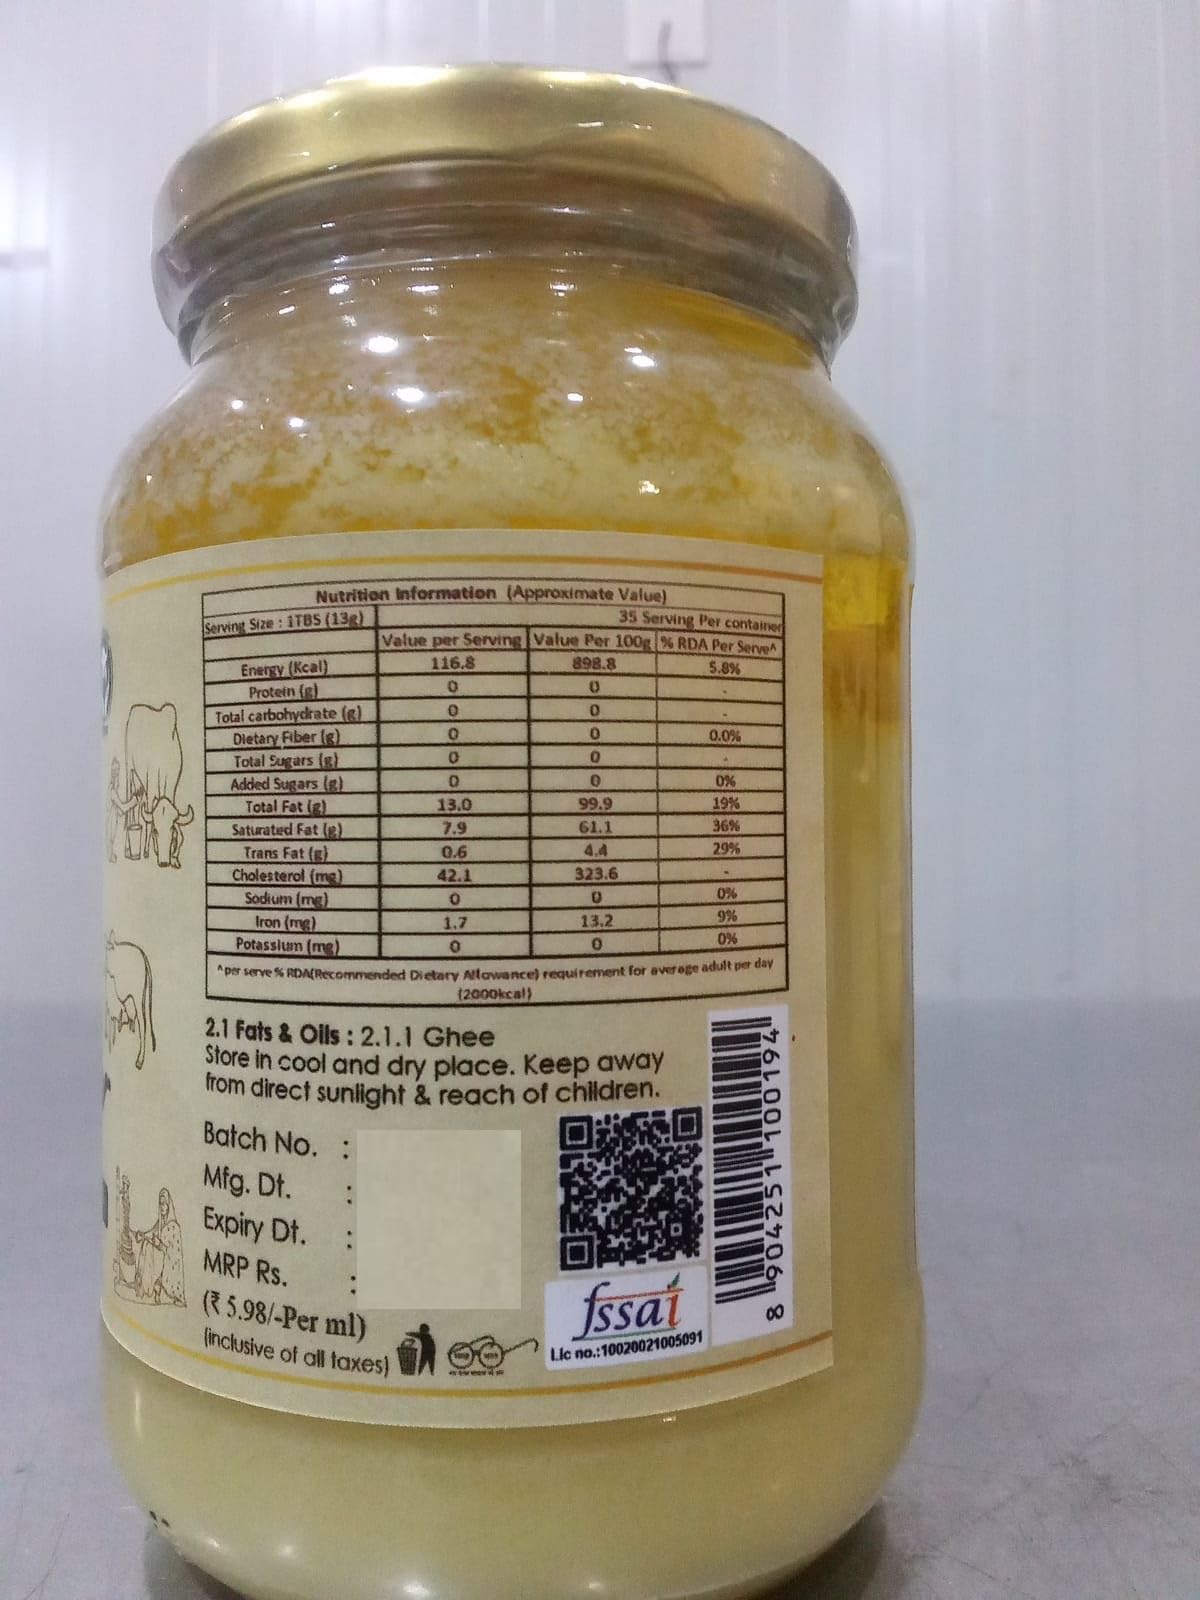 Nutrition Information (Approximate Value)
Serving Size : 1TBS (13g) 35 Serving Per container
Value per Serving Value Per 100g % RDA Per Serve^
Energy (Kcal) 116.8 898.8 5.8%
Protein (g) 0 0 -
Total carbohydrate (g) 0 0 -
Dietary Fiber (g) 0 0 0.0%
Total Sugars (g) 0 0 -
Added Sugars (g) 0 0 0%
Total Fat (g) 13.0 99.9 19%
Saturated Fat (g) 7.9 61.1 36%
Trans Fat (g) 0.6 4.4 29%
Cholesterol (mg) 42.1 323.6 -
Sodium (mg) 0 0 0%
Iron (mg) 1.7 13.2 9%
Potassium (mg) 0 0 0%
^per serve % RDA(Recommended Dietary Allowance) requirement for average adult per day
(2000kcal)
2.1 Fats & Oils : 2.1.1 Ghee
Store in cool and dry place. Keep away
from direct sunlight & reach of children.
Batch No. :
Mfg. Dt. :
Expiry Dt. :
MRP Rs. :
(₹ 5.98/-Per ml)
(inclusive of all taxes)
fssai
Lic no.:10020021005091
8 904251 100194